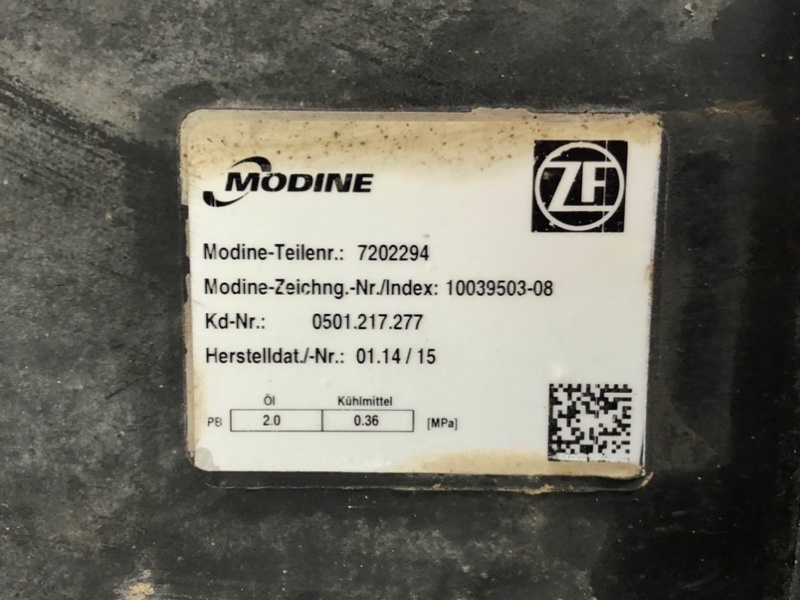 MODINE
ZF
Modine-Teilenr.: 7202294
Modine-Zeichng.-Nr./Index: 10039503-08
Kd-Nr.: 0501.217.277
Herstelldat./-Nr.: 01.14 / 15
Öl Kühlmittel
PB 2.0 0.36 [MPa]